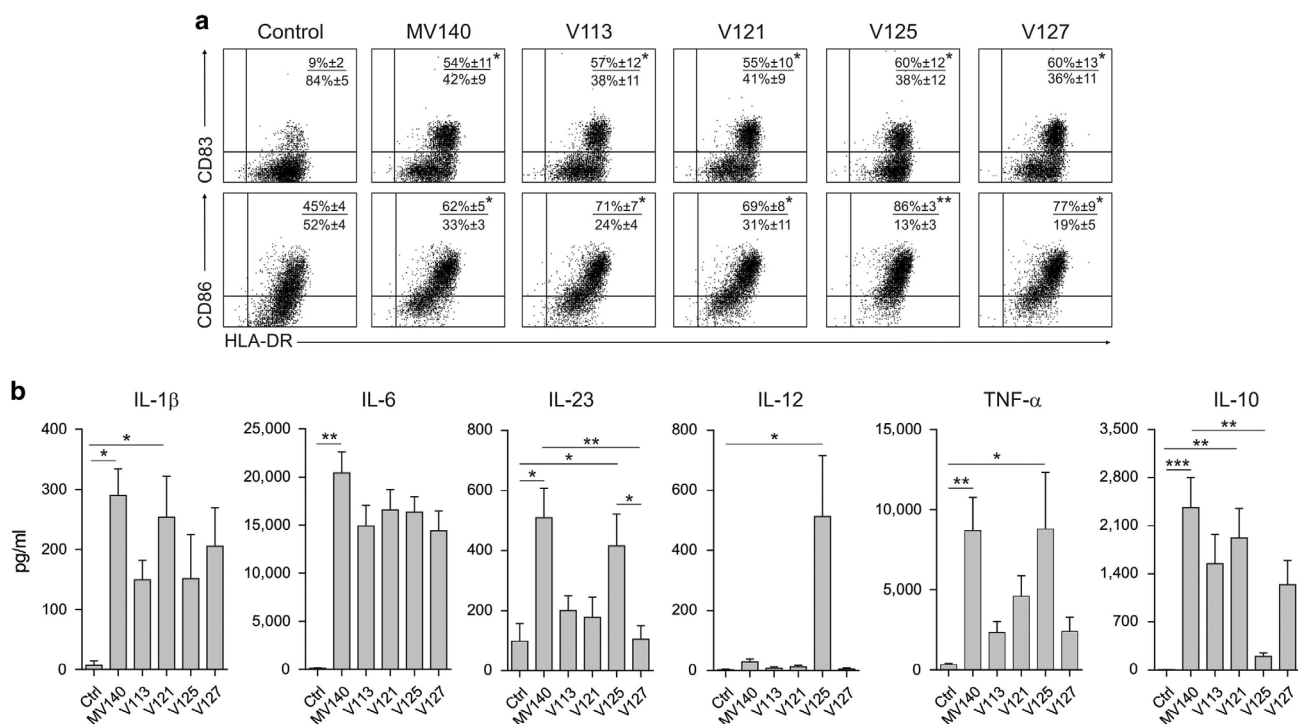 a
Control MV140 V113 V121 V125 V127
9%±2 54%±11* 57%±12* 55%±10* 60%±12* 60%±13*
84%±5 42%±9 38%±11 41%±9 38%±12 36%±11
CD83
45%±4 62%±5* 71%±7* 69%±8* 86%±3** 77%±9*
52%±4 33%±3 24%±4 31%±11 13%±3 19%±5
CD86
HLA-DR
b
IL-1β IL-6 IL-23 IL-12 TNF-α IL-10
pg/ml
400
300
200
100
0
*
*
Ctrl MV140 V113 V121 V125 V127
25,000
20,000
15,000
10,000
5,000
0
**
Ctrl MV140 V113 V121 V125 V127
800
600
400
200
0
**
*
*
*
Ctrl MV140 V113 V121 V125 V127
800
600
400
200
0
*
Ctrl MV140 V113 V121 V125 V127
15,000
10,000
5,000
0
*
**
Ctrl MV140 V113 V121 V125 V127
3,500
2,800
2,100
1,400
700
0
**
**
***
Ctrl MV140 V113 V121 V125 V127